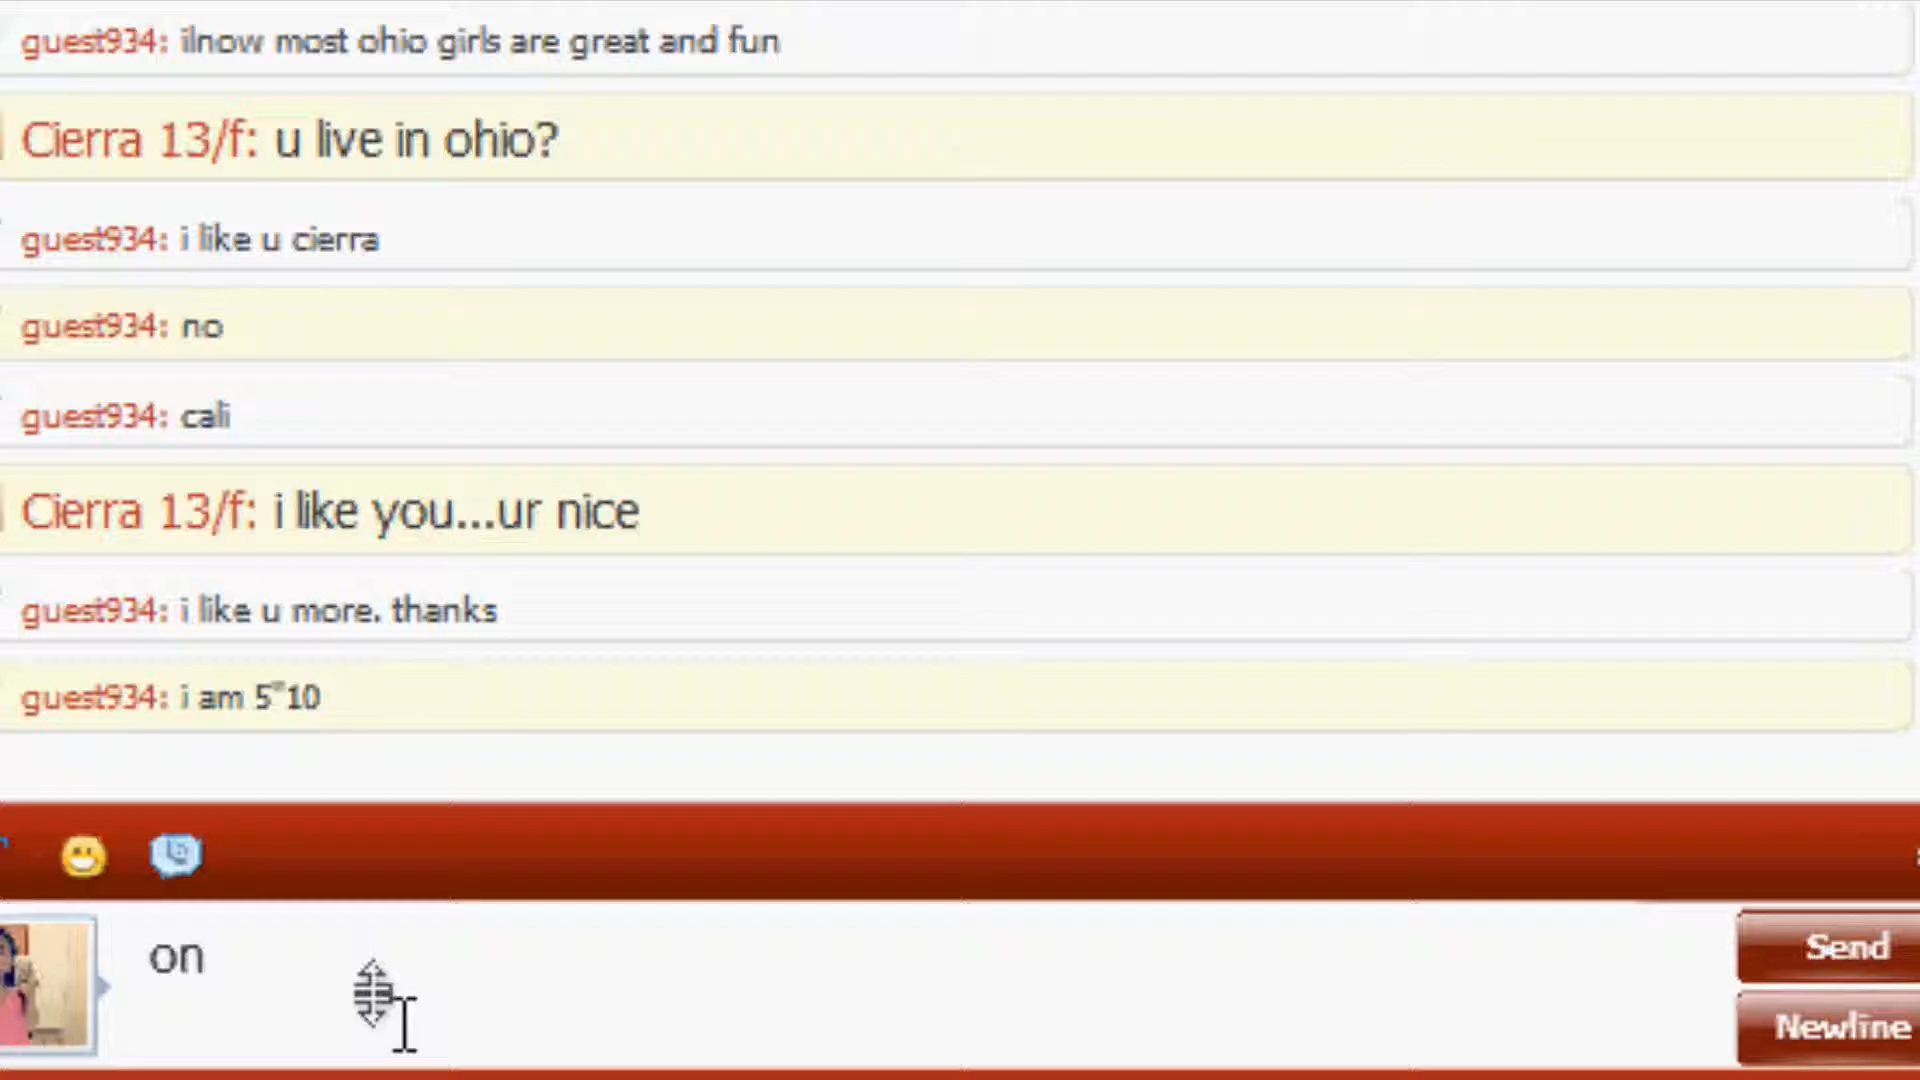 guest934: ilnow most ohio girls are great and fun
Cierra 13/f: u live in ohio?
guest934: i like u cierra
guest934: no
guest934: cali
Cierra 13/f: i like you...ur nice
guest934: i like u more. thanks
guest934: i am 5"10
on
Send
Newline